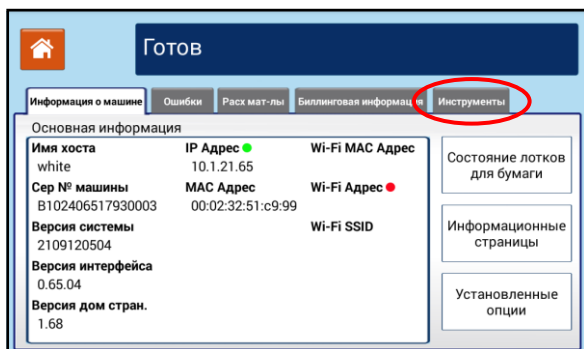 Готов
Информация о машине Ошибки Расх мат-лы Биллинговая информация Инструменты
Основная информация
Имя хоста IP Адрес Wi-Fi MAC Адрес
white 10.1.21.65
Сер № машины MAC Адрес Wi-Fi Адрес
B102406517930003 00:02:32:51:c9:99
Версия системы Wi-Fi SSID
2109120504
Версия интерфейса
0.65.04
Версия дом стран.
1.68
Состояние лотков
для бумаги
Информационные
страницы
Установленные
опции